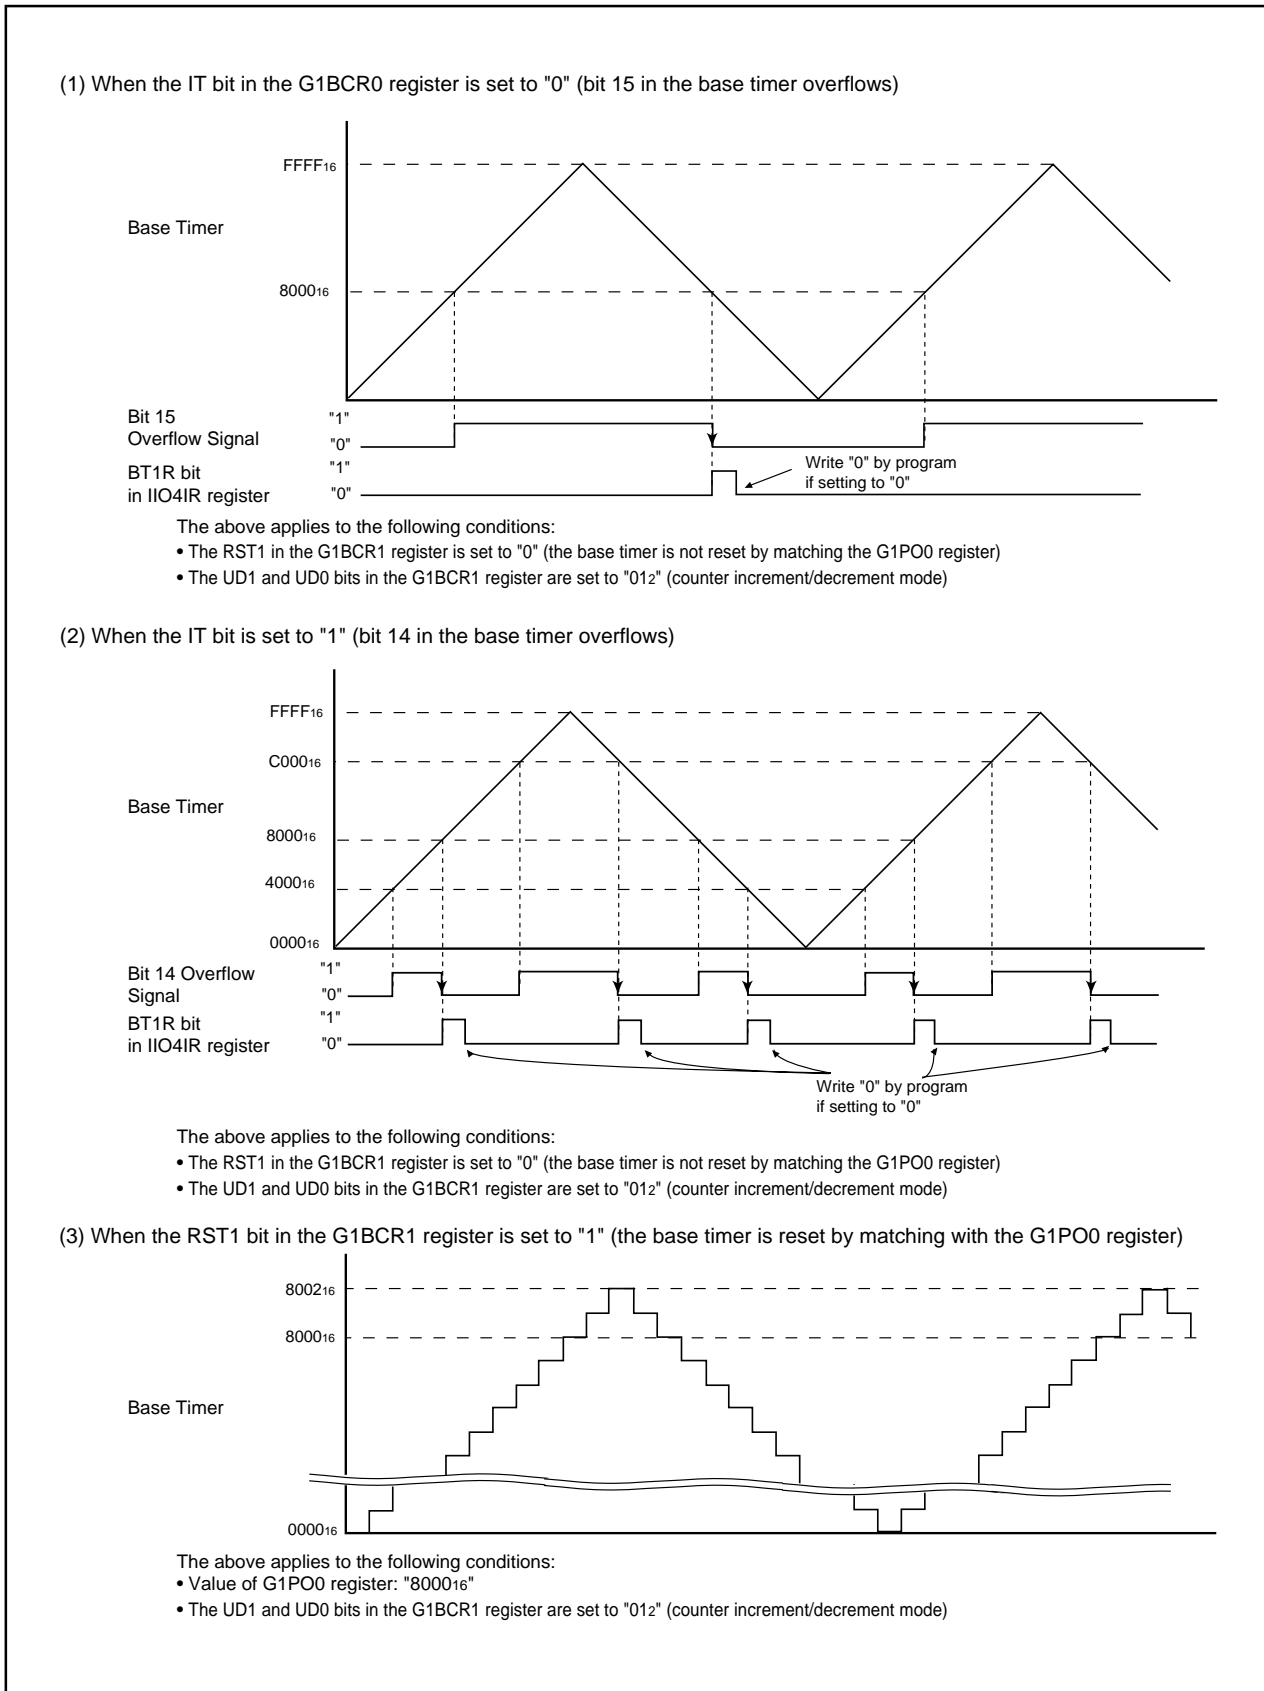 (1) When the IT bit in the G1BCR0 register is set to "0" (bit 15 in the base timer overflows)
FFFF16
Base Timer
800016
Bit 15
Overflow Signal
"1"
"0"
BT1R bit
in IIO4IR register
"1"
"0"
Write "0" by program
if setting to "0"
The above applies to the following conditions:
• The RST1 in the G1BCR1 register is set to "0" (the base timer is not reset by matching the G1PO0 register)
• The UD1 and UD0 bits in the G1BCR1 register are set to "012" (counter increment/decrement mode)
(2) When the IT bit is set to "1" (bit 14 in the base timer overflows)
FFFF16
C00016
Base Timer
800016
400016
000016
Bit 14 Overflow
Signal
"1"
"0"
BT1R bit
in IIO4IR register
"1"
"0"
Write "0" by program
if setting to "0"
The above applies to the following conditions:
• The RST1 in the G1BCR1 register is set to "0" (the base timer is not reset by matching the G1PO0 register)
• The UD1 and UD0 bits in the G1BCR1 register are set to "012" (counter increment/decrement mode)
(3) When the RST1 bit in the G1BCR1 register is set to "1" (the base timer is reset by matching with the G1PO0 register)
800216
800016
Base Timer
000016
The above applies to the following conditions:
• Value of G1PO0 register: "800016"
• The UD1 and UD0 bits in the G1BCR1 register are set to "012" (counter increment/decrement mode)